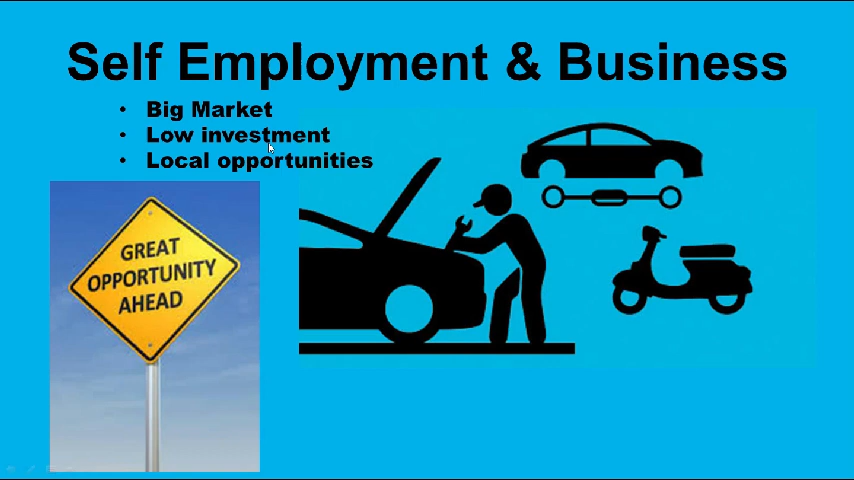 Self Employment & Business
• Big Market
• Low investment
• Local opportunities
GREAT
OPPORTUNITY
AHEAD